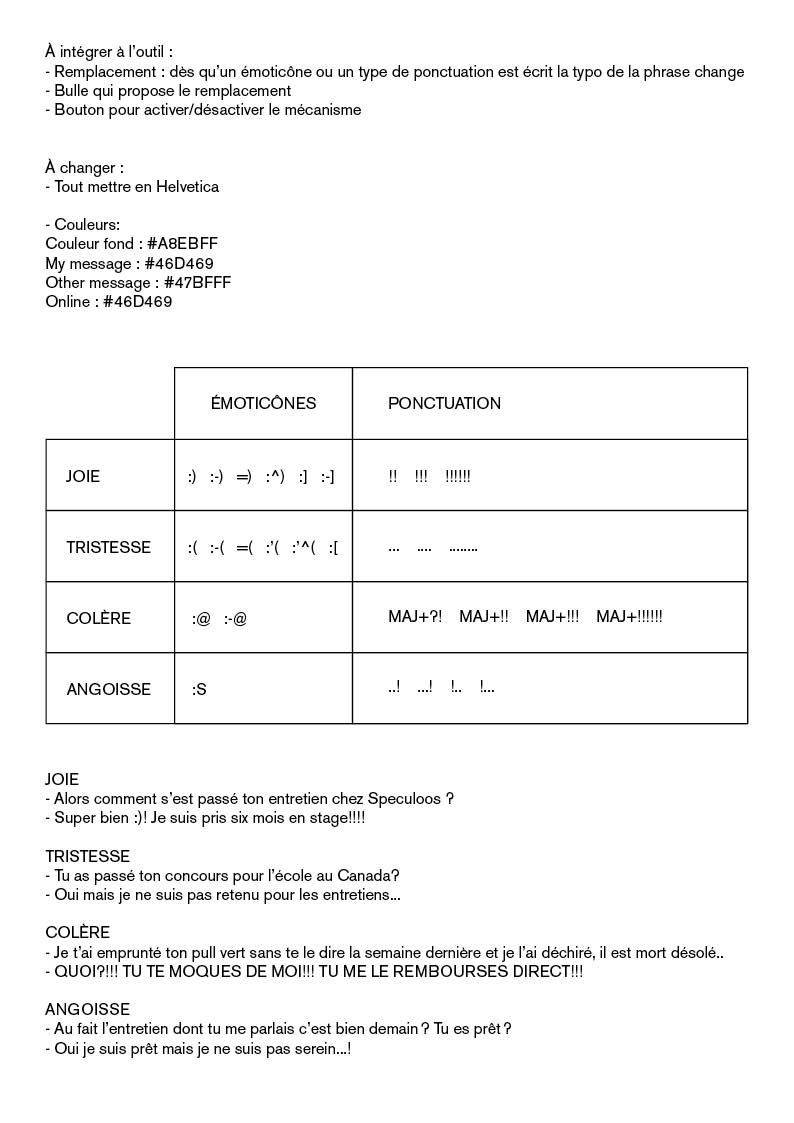 À intégrer à l'outil :
- Remplacement : dès qu'un émoticône ou un type de ponctuation est écrit la typo de la phrase change
- Bulle qui propose le remplacement
- Bouton pour activer/désactiver le mécanisme
À changer :
- Tout mettre en Helvetica
- Couleurs:
Couleur fond : #A8EBFF
My message : #46D469
Other message : #47BFFF
Online : #46D469
ÉMOTICÔNES PONCTUATION
JOIE :) :-) =) :^) :] :-] !! !!! !!!!!!
TRISTESSE :( :-( =( :'( :'^( :[ ... .... ........
COLÈRE :@ :-@ MAJ+?! MAJ+!! MAJ+!!! MAJ+!!!!!!
ANGOISSE :S ..! ...! !.. !...
JOIE
- Alors comment s'est passé ton entretien chez Speculoos ?
- Super bien :)! Je suis pris six mois en stage!!!!
TRISTESSE
- Tu as passé ton concours pour l'école au Canada?
- Oui mais je ne suis pas retenu pour les entretiens...
COLÈRE
- Je t'ai emprunté ton pull vert sans te le dire la semaine dernière et je l'ai déchiré, il est mort désolé..
- QUOI?!!! TU TE MOQUES DE MOI!!! TU ME LE REMBOURSES DIRECT!!!
ANGOISSE
- Au fait l'entretien dont tu me parlais c'est bien demain ? Tu es prêt ?
- Oui je suis prêt mais je ne suis pas serein...!